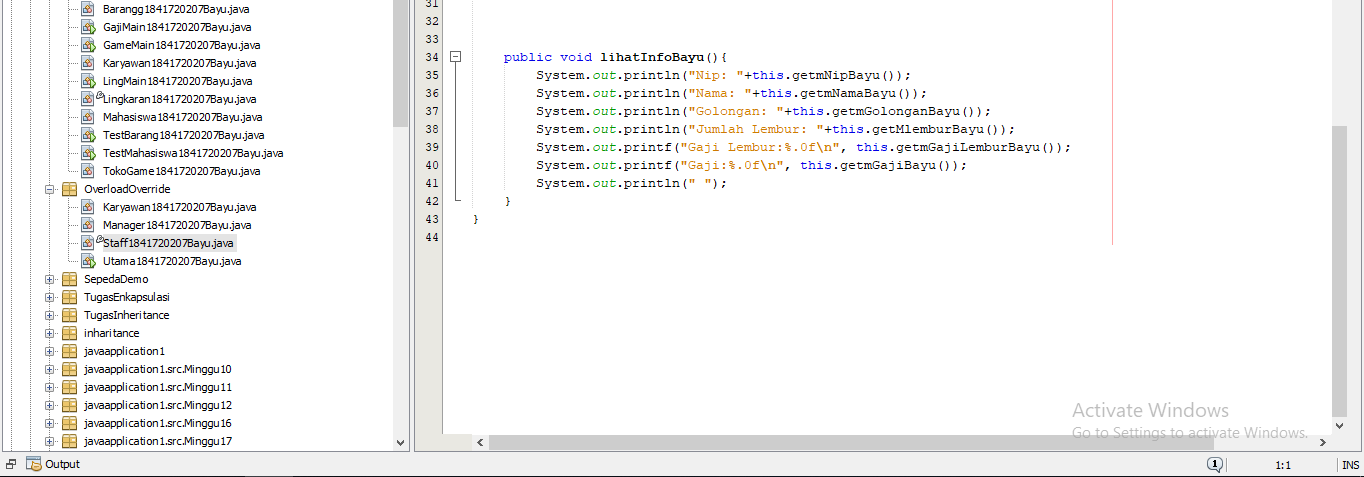 Barangg1841720207Bayu.java
GajiMain1841720207Bayu.java
GameMain1841720207Bayu.java
Karyawan1841720207Bayu.java
LingMain1841720207Bayu.java
Lingkaran1841720207Bayu.java
Mahasiswa1841720207Bayu.java
TestBarang1841720207Bayu.java
TestMahasiswa1841720207Bayu.java
TokoGame1841720207Bayu.java
OverloadOverride
Karyawan1841720207Bayu.java
Manager1841720207Bayu.java
Staff1841720207Bayu.java
Utama1841720207Bayu.java
SepedaDemo
TugasEnkapsulasi
TugasInheritance
inharitance
javaapplication1
javaapplication1.src.Minggu10
javaapplication1.src.Minggu11
javaapplication1.src.Minggu12
javaapplication1.src.Minggu16
javaapplication1.src.Minggu17
31
32
33
34 public void lihatInfoBayu(){
35 System.out.println("Nip: "+this.getmNipBayu());
36 System.out.println("Nama: "+this.getmNamaBayu());
37 System.out.println("Golongan: "+this.getmGolonganBayu());
38 System.out.println("Jumlah Lembur: "+this.getMlemburBayu());
39 System.out.printf("Gaji Lembur:%.0f\n", this.getmGajiLemburBayu());
40 System.out.printf("Gaji:%.0f\n", this.getmGajiBayu());
41 System.out.println(" ");
42 }
43 }
44
Activate Windows
Go to Settings to activate Windows.
Output
1
1:1
INS